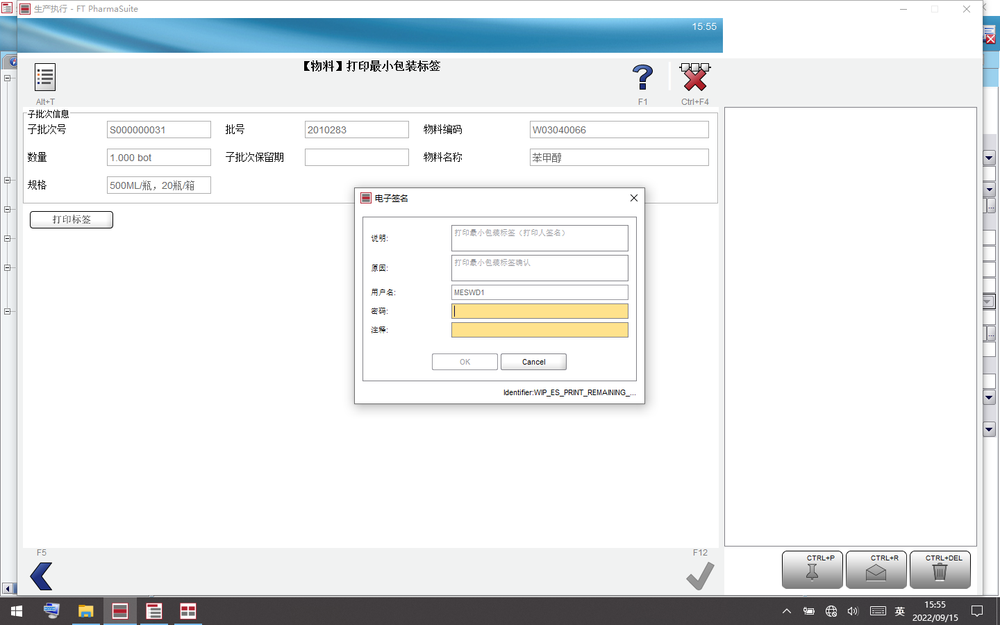 生产执行 - FT PharmaSuite
15:55
【物料】打印最小包装标签
Alt+T
F1
Ctrl+F4
子批次信息
子批次号 S000000031 批号 2010283 物料编码 W03040066
数量 1.000 bot 子批次保留期 物料名称 苯甲醇
规格 500ML/瓶，20瓶/箱
打印标签
电子签名
说明: 打印最小包装标签（打印人签名）
原因: 打印最小包装标签确认
用户名: MESWD1
密码:
注释:
OK Cancel
Identifier:WIP_ES_PRINT_REMAINING_...
F5
F12
CTRL+P CTRL+R CTRL+DEL
英
15:55
2022/09/15